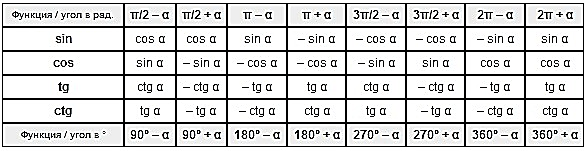 Функция / угол в рад. π/2 – α π/2 + α π – α π + α 3π/2 – α 3π/2 + α 2π – α 2π + α
sin cos α cos α sin α – sin α – cos α – cos α – sin α sin α
cos sin α – sin α – cos α – cos α – sin α sin α cos α cos α
tg ctg α – ctg α – tg α tg α ctg α – ctg α – tg α tg α
ctg tg α – tg α – ctg α ctg α tg α – tg α – ctg α ctg α
Функция / угол в ° 90° – α 90° + α 180° – α 180° + α 270° – α 270° + α 360° – α 360° + α